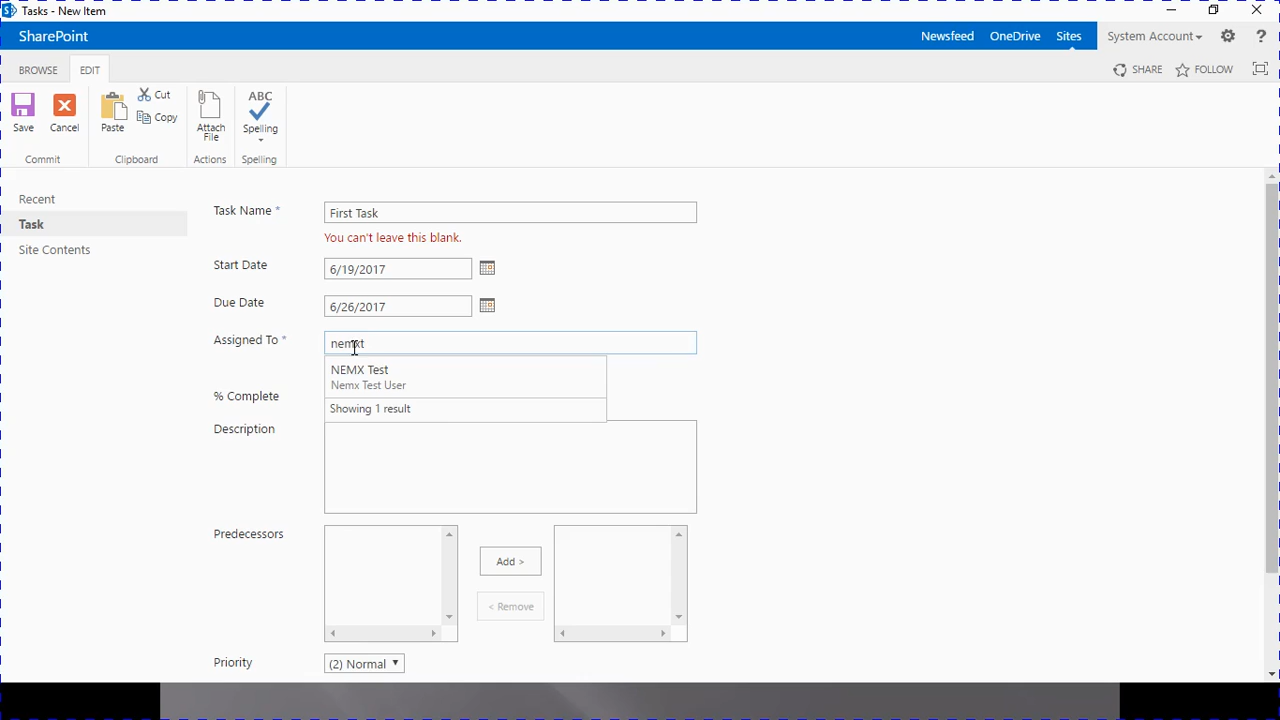 Tasks - New Item
SharePoint
Newsfeed OneDrive Sites System Account ?
BROWSE EDIT SHARE FOLLOW
Save Cancel Paste Cut Copy Attach File ABC Spelling
Commit Clipboard Actions Spelling
Recent
Task
Site Contents
Task Name * First Task
You can't leave this blank.
Start Date 6/19/2017
Due Date 6/26/2017
Assigned To * nemxt
NEMX Test
Nemx Test User
Showing 1 result
% Complete
Description
Predecessors
Add >
< Remove
Priority (2) Normal